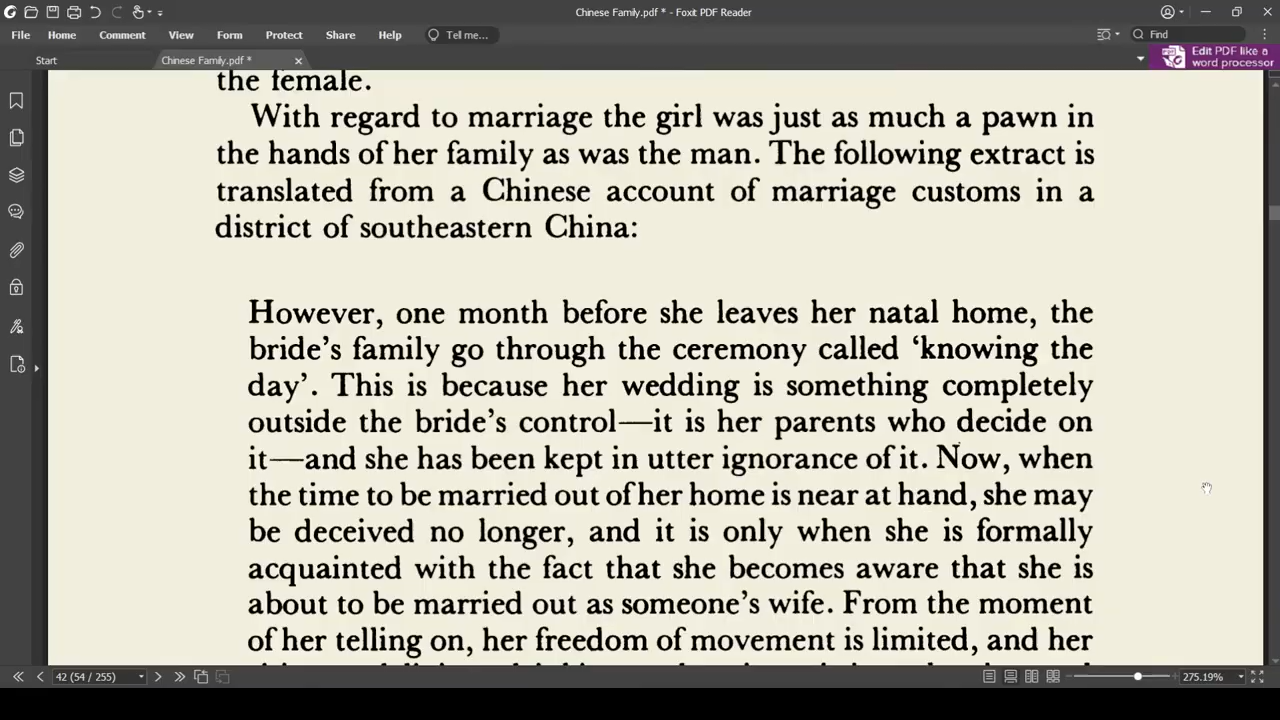 Chinese Family.pdf * - Foxit PDF Reader
File Home Comment View Form Protect Share Help Tell me... Find
Start Chinese Family.pdf * Edit PDF like a
word processor
the female.
With regard to marriage the girl was just as much a pawn in
the hands of her family as was the man. The following extract is
translated from a Chinese account of marriage customs in a
district of southeastern China:
However, one month before she leaves her natal home, the
bride's family go through the ceremony called 'knowing the
day'. This is because her wedding is something completely
outside the bride's control—it is her parents who decide on
it—and she has been kept in utter ignorance of it. Now, when
the time to be married out of her home is near at hand, she may
be deceived no longer, and it is only when she is formally
acquainted with the fact that she becomes aware that she is
about to be married out as someone's wife. From the moment
of her telling on, her freedom of movement is limited, and her
42 (54 / 255) 275.19%